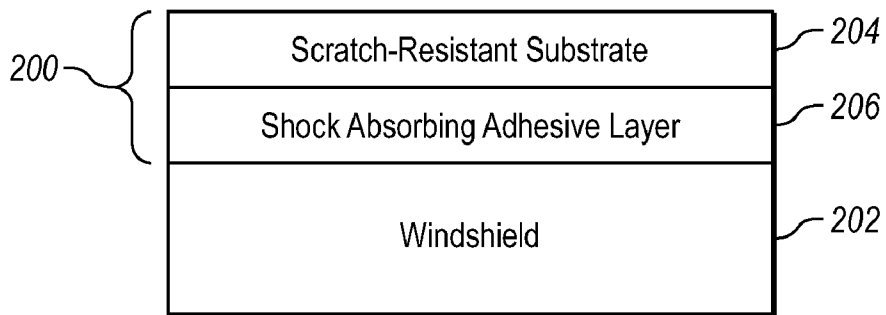 Scratch-Resistant Substrate
204
200
Shock Absorbing Adhesive Layer
206
Windshield
202